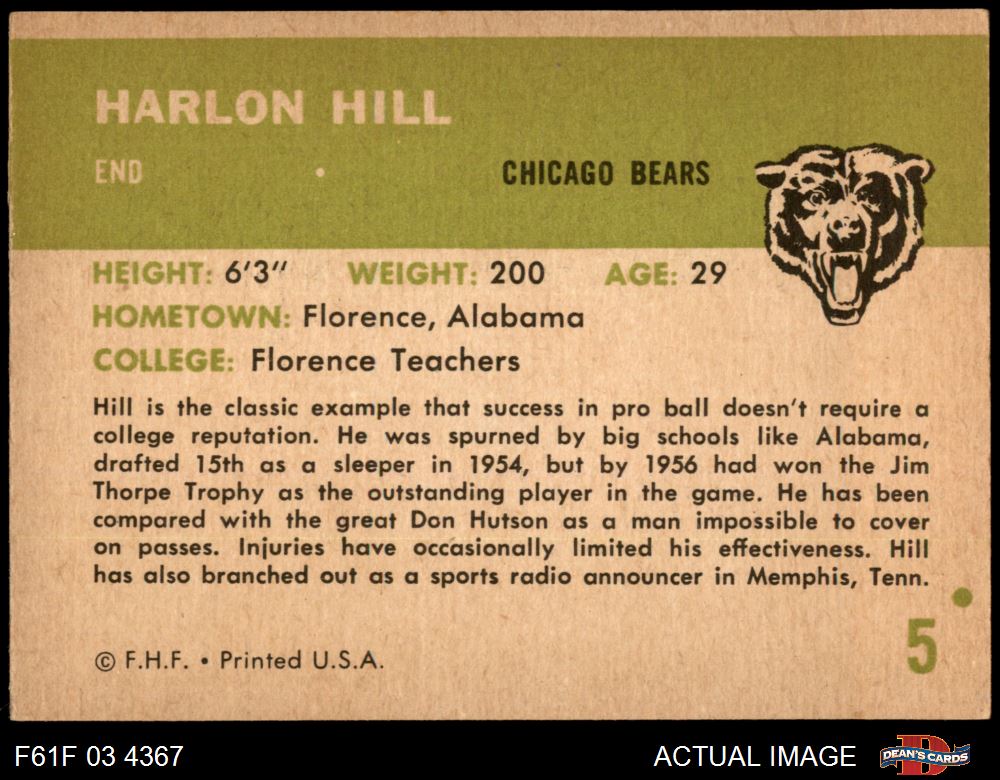 HARLON HILL
END
CHICAGO BEARS
HEIGHT: 6'3" WEIGHT: 200 AGE: 29
HOMETOWN: Florence, Alabama
COLLEGE: Florence Teachers
Hill is the classic example that success in pro ball doesn't require a
college reputation. He was spurned by big schools like Alabama,
drafted 15th as a sleeper in 1954, but by 1956 had won the Jim
Thorpe Trophy as the outstanding player in the game. He has been
compared with the great Don Hutson as a man impossible to cover
on passes. Injuries have occasionally limited his effectiveness. Hill
has also branched out as a sports radio announcer in Memphis, Tenn.
5
© F.H.F. • Printed U.S.A.
F61F 03 4367
ACTUAL IMAGE
DEAN'S CARDS